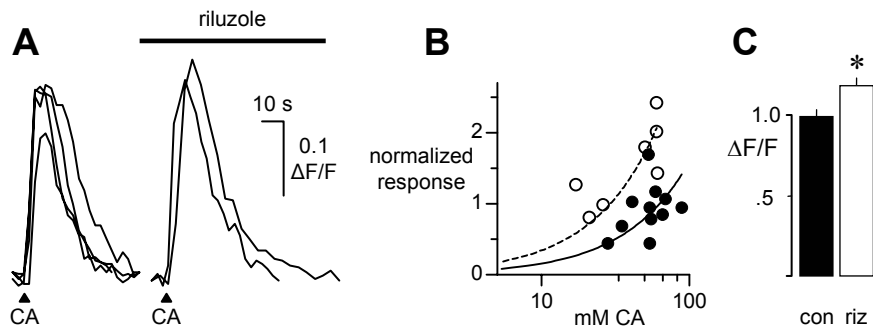 A
riluzole
10 s
0.1
ΔF/F
CA
CA
B
normalized
response
2
1
0
10
100
mM CA
C
*
1.0
ΔF/F
.5
con
riz